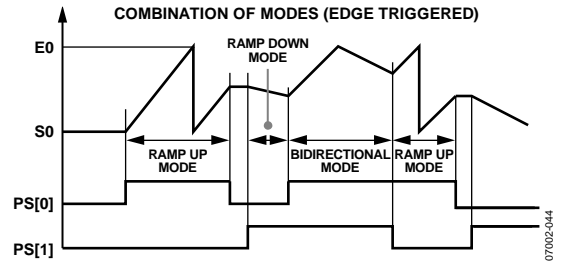 COMBINATION OF MODES (EDGE TRIGGERED)
E0
RAMP DOWN
MODE
S0
RAMP UP
MODE
BIDIRECTIONAL
MODE
RAMP UP
MODE
PS[0]
PS[1]
07002-044